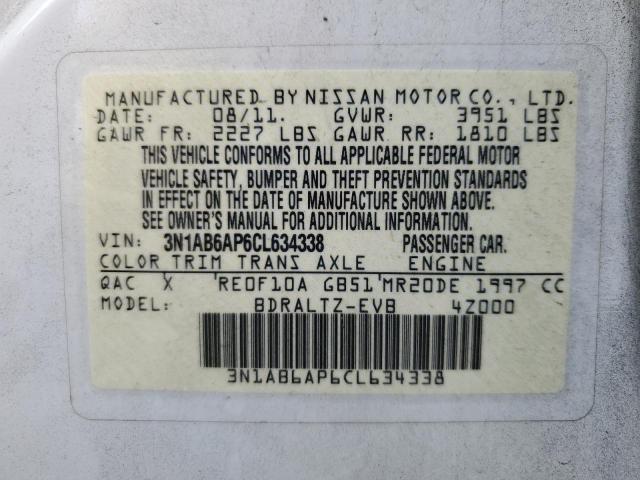 MANUFACTURED BY NISSAN MOTOR CO., LTD.
DATE: 08/11. GVWR: 3951 LBS
GAWR FR: 2227 LBS GAWR RR: 1810 LBS
THIS VEHICLE CONFORMS TO ALL APPLICABLE FEDERAL MOTOR
VEHICLE SAFETY, BUMPER AND THEFT PREVENTION STANDARDS
IN EFFECT ON THE DATE OF MANUFACTURE SHOWN ABOVE.
SEE OWNER'S MANUAL FOR ADDITIONAL INFORMATION.
VIN: 3N1AB6AP6CL634338 PASSENGER CAR.
COLOR TRIM TRANS AXLE ENGINE
QAC X 'RE0F10A GB51'MR20DE 1997 CC
MODEL: BDRALTZ-EVB 4Z000
3N1AB6AP6CL634338